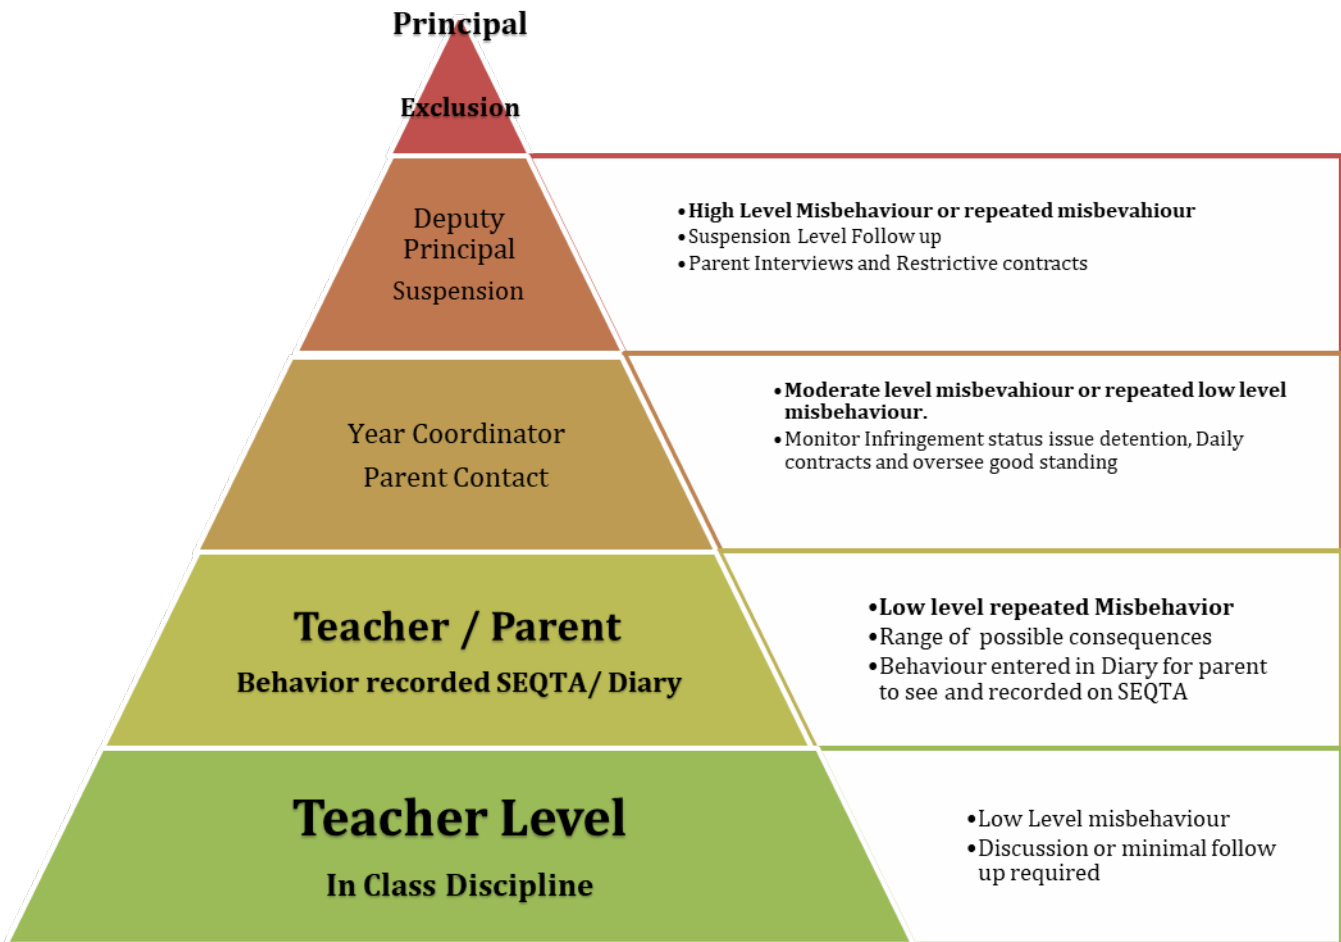 Principal
Exclusion
Deputy
Principal
Suspension
•High Level Misbehaviour or repeated misbevahiour
•Suspension Level Follow up
•Parent Interviews and Restrictive contracts
Year Coordinator
Parent Contact
•Moderate level misbevahiour or repeated low level
misbehaviour.
•Monitor Infringement status issue detention, Daily
contracts and oversee good standing
Teacher / Parent
Behavior recorded SEQTA/ Diary
•Low level repeated Misbehavior
•Range of possible consequences
•Behaviour entered in Diary for parent
to see and recorded on SEQTA
Teacher Level
In Class Discipline
•Low Level misbehaviour
•Discussion or minimal follow
up required